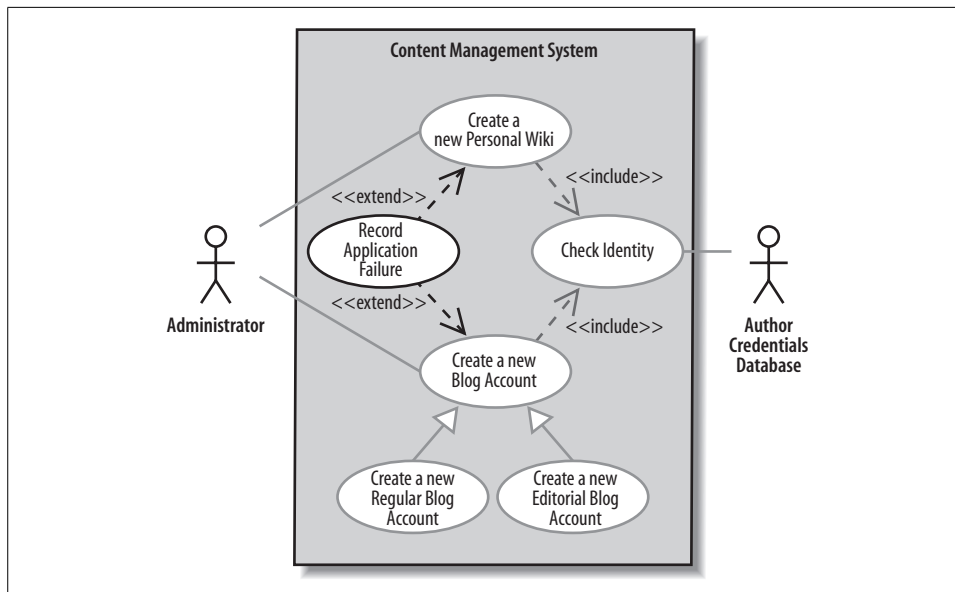 Content Management System
Create a
new Personal Wiki
<<extend>>
<<include>>
Record
Application
Failure
Check Identity
Administrator
<<extend>>
<<include>>
Author
Credentials
Database
Create a new
Blog Account
Create a new
Regular Blog
Account
Create a new
Editorial Blog
Account